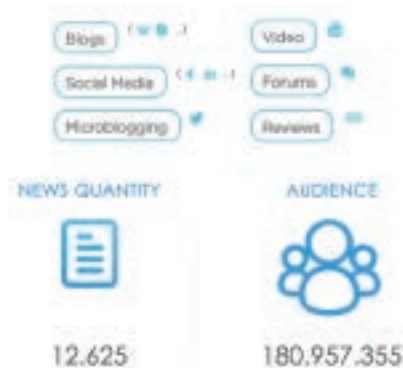 Blogs
Video
Social Media
Forums
Microblogging
Reviews
NEWS QUANTITY
AUDIENCE
12.625
180.957.355